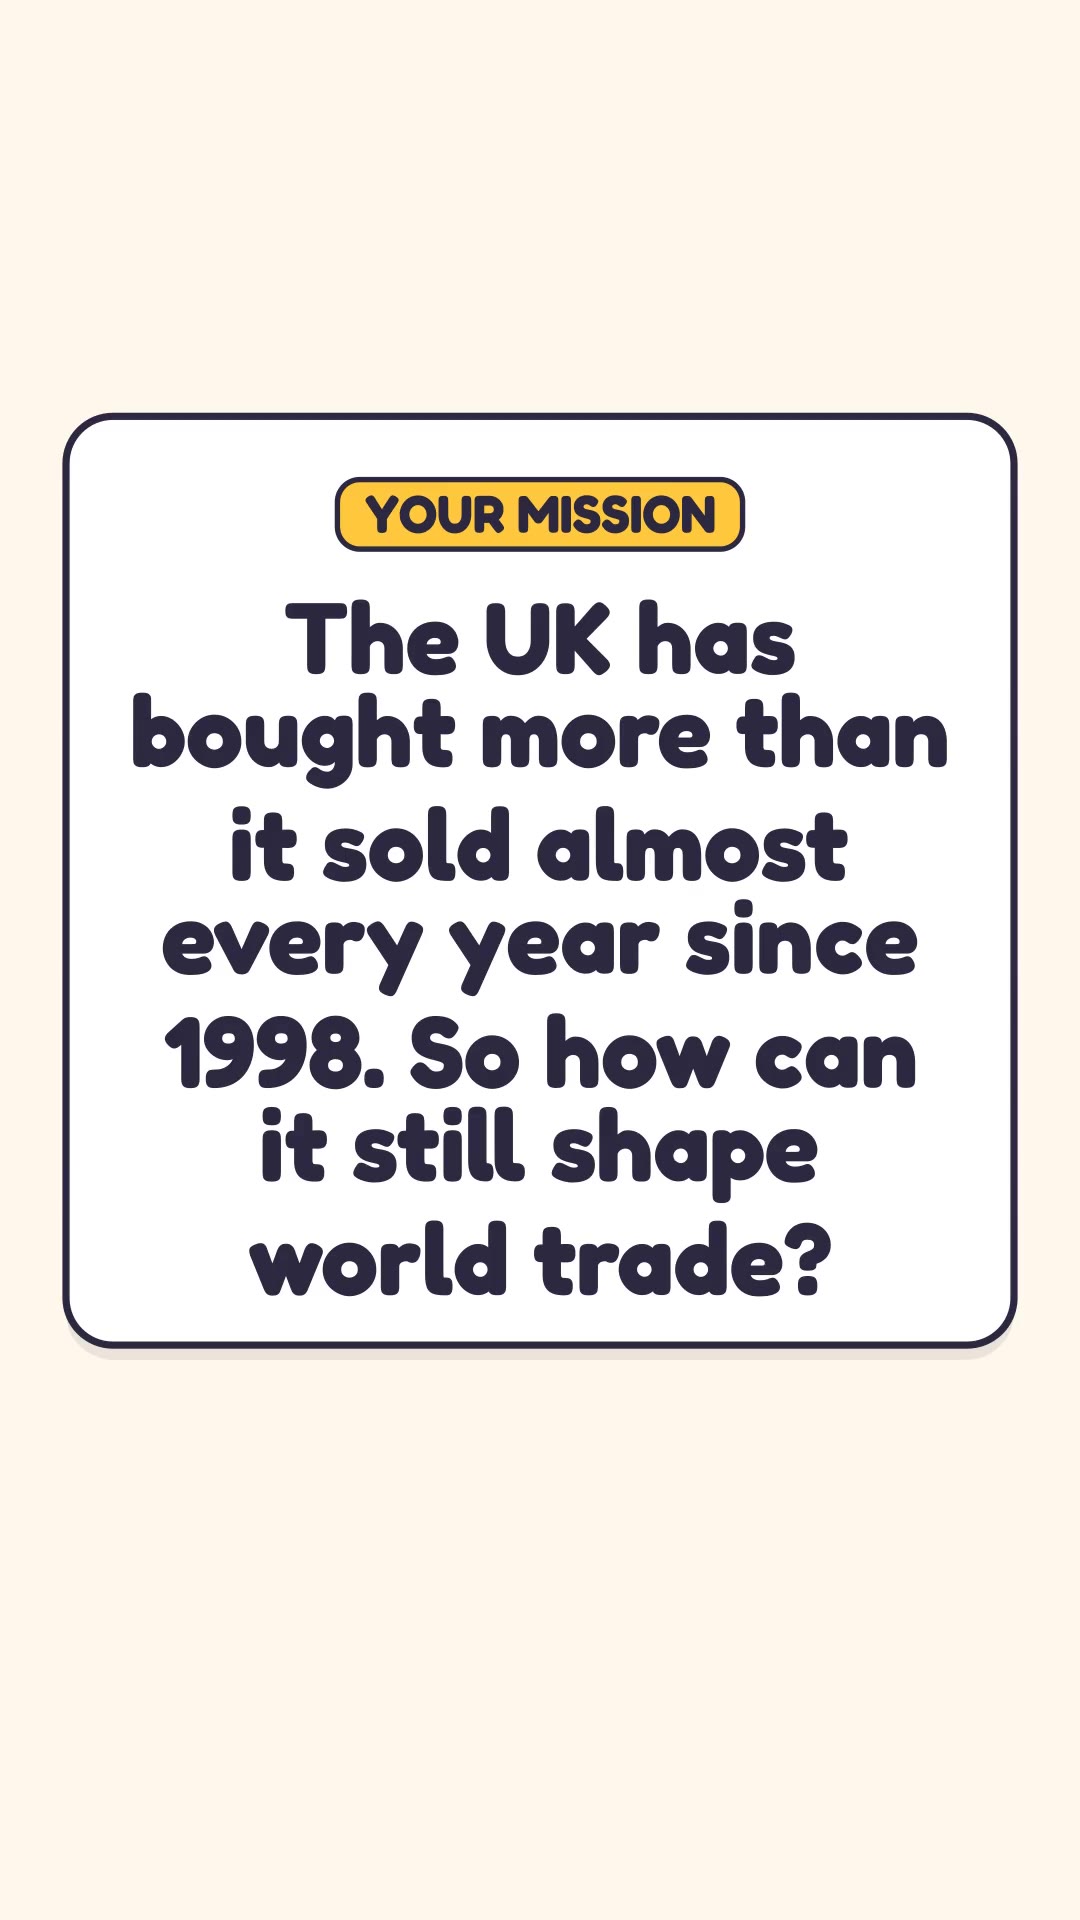 YOUR MISSION
The UK has
bought more than
it sold almost
every year since
1998. So how can
it still shape
world trade?